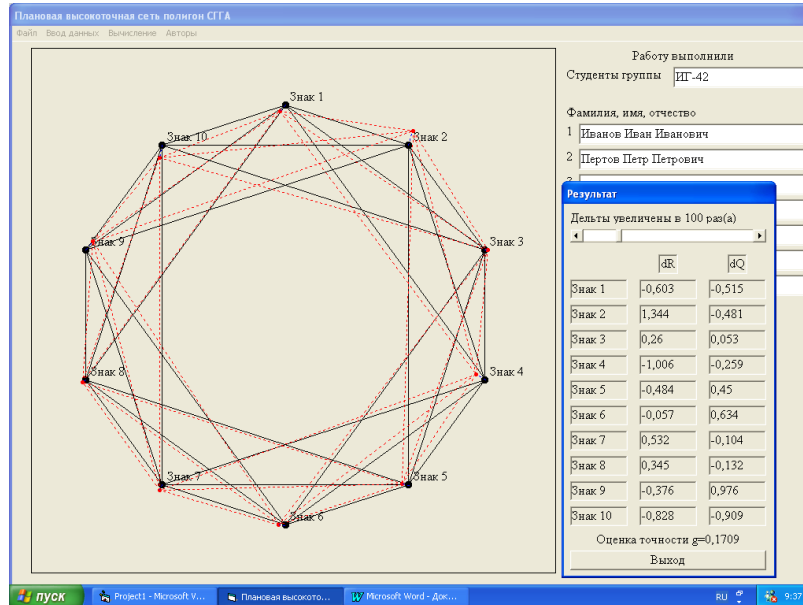 Плановая высокоточная сеть полигон СГГА
Файл Ввод данных Вычисление Авторы
Работу выполнили
Студенты группы ИГ-42
Фамилия, имя, отчество
1 Иванов Иван Иванович
2 Пертов Петр Петрович
Знак 1
Знак 10
Знак 2
Знак 9
Знак 3
Знак 8
Знак 4
Знак 7
Знак 5
Знак 6
Результат
Дельты увеличены в 100 раз(а)
dR dQ
Знак 1 -0,603 -0,515
Знак 2 1,344 -0,481
Знак 3 0,26 0,053
Знак 4 -1,006 -0,259
Знак 5 -0,484 0,45
Знак 6 -0,057 0,634
Знак 7 0,532 -0,104
Знак 8 0,345 -0,132
Знак 9 -0,376 0,976
Знак 10 -0,828 -0,909
Оценка точности g=0,1709
Выход
пуск Project1 - Microsoft V... Плановая высокото... Microsoft Word - Док... RU 9:37